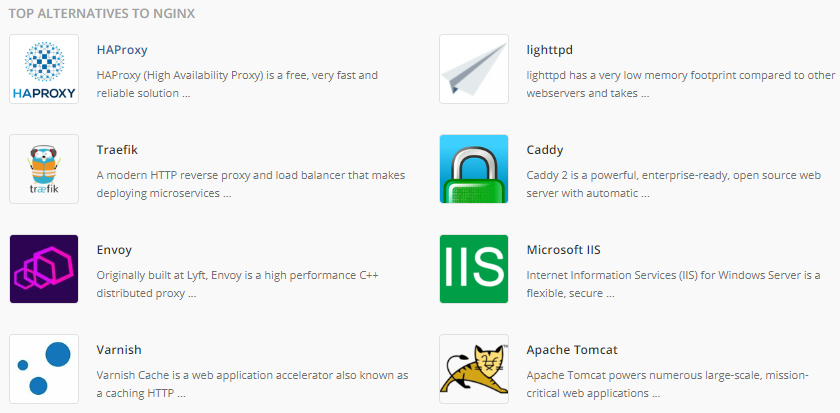 TOP ALTERNATIVES TO NGINX
HAPROXY
HAProxy
HAProxy (High Availability Proxy) is a free, very fast and
reliable solution ...
lighttpd
lighttpd has a very low memory footprint compared to other
webservers and takes ...
træfik
Traefik
A modern HTTP reverse proxy and load balancer that makes
deploying microservices ...
Caddy
Caddy 2 is a powerful, enterprise-ready, open source web
server with automatic ...
Envoy
Originally built at Lyft, Envoy is a high performance C++
distributed proxy ...
IIS
Microsoft IIS
Internet Information Services (IIS) for Windows Server is a
flexible, secure ...
Varnish
Varnish Cache is a web application accelerator also known as
a caching HTTP ...
Apache Tomcat
Apache Tomcat powers numerous large-scale, mission-
critical web applications ...